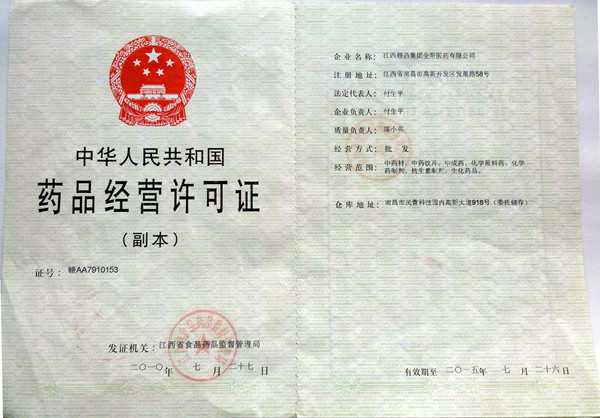 中华人民共和国
药品经营许可证
(副本)
证号：赣AA7910153
发证机关：江西省食品药品监督管理局
二〇一〇年 七 月 二十七 日
企业名称：江西赣药集团全新医药有限公司
注册地址：江西省南昌市高新开发区发展路58号
法定代表人：付生平
企业负责人：付生平
质量负责人：陈小英
经营方式：批 发
经营范围：中药材、中药饮片、中成药、化学原料药、化学
药制剂、抗生素制剂、生化药品。
仓库地址：南昌市民营科技园内高新大道918号（委托储存）
有效期至 二〇一五 年 七 月 二十六 日